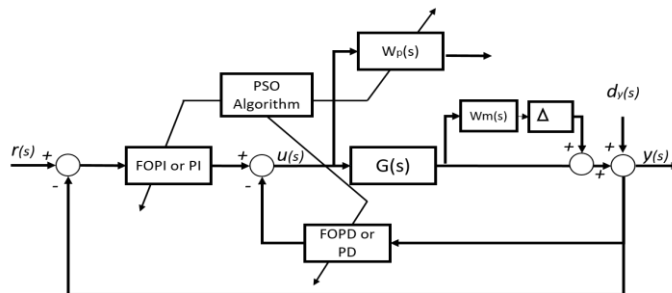 Wp(s)
PSO
Algorithm
dy(s)
Wm(s)
Δ
r(s)
+
-
FOPI or PI
+
-
u(s)
G(s)
+
+
+
+
y(s)
FOPD or
PD